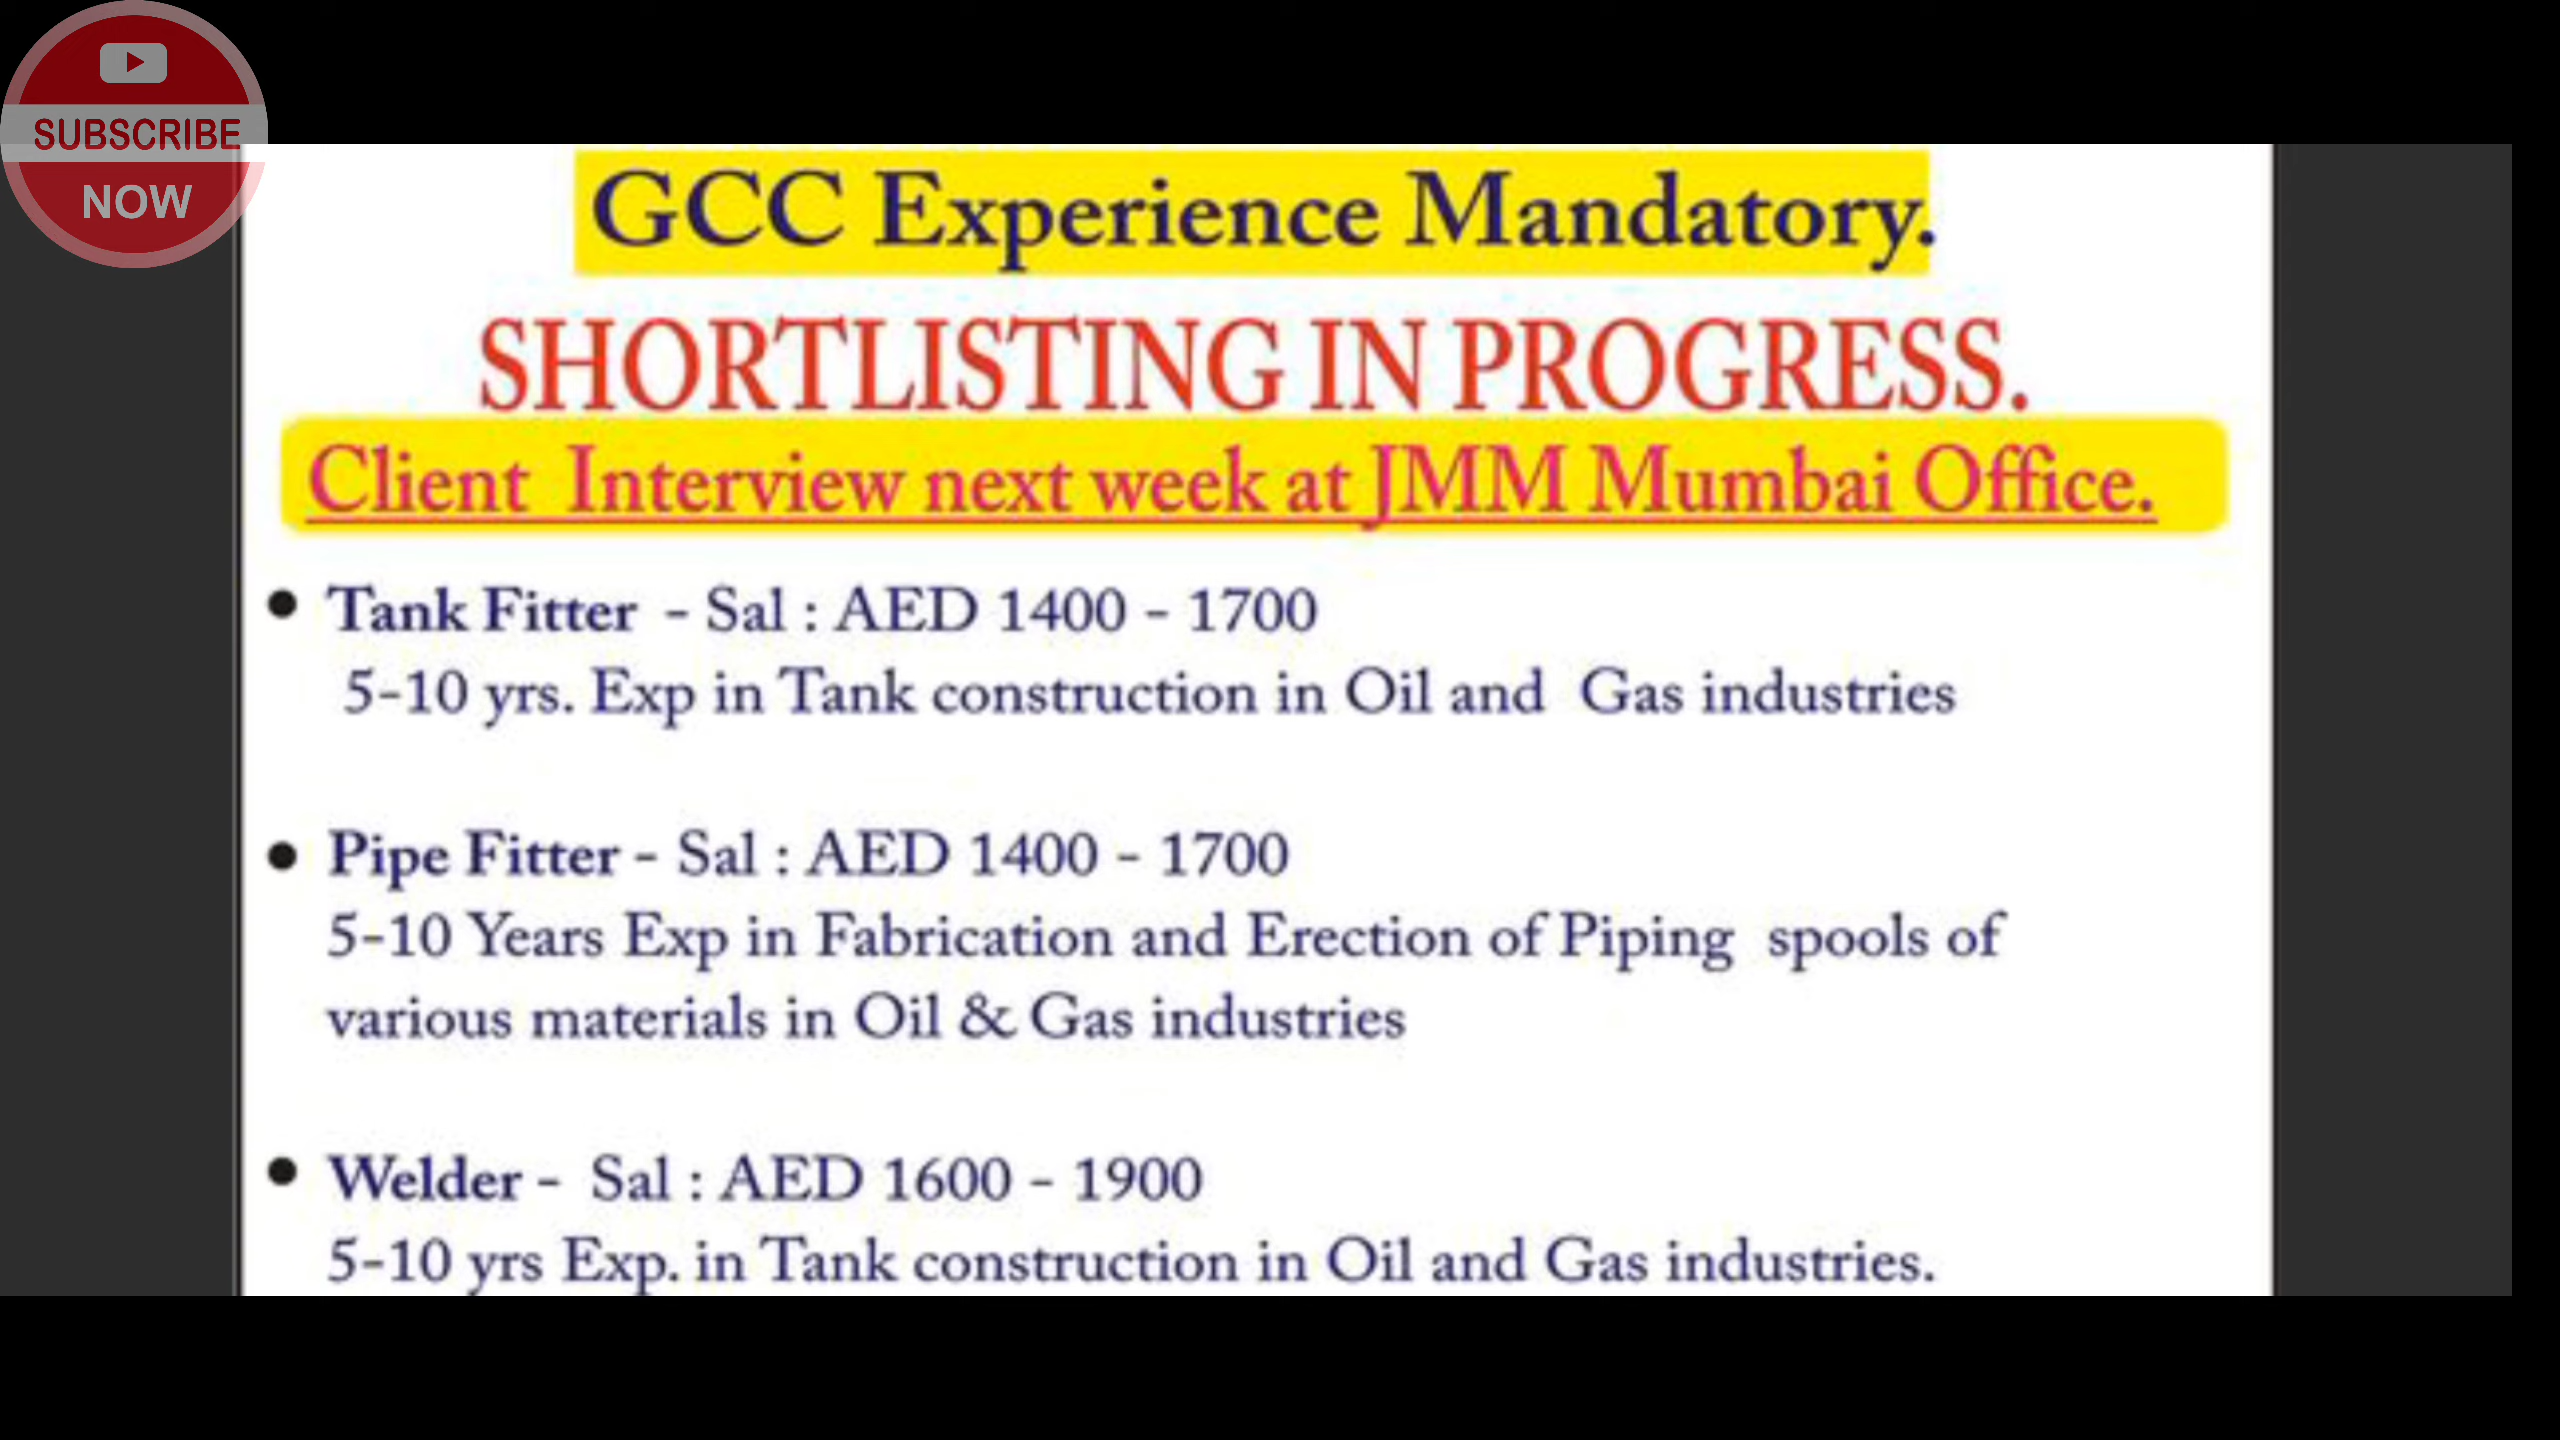 SUBSCRIBE
NOW
GCC Experience Mandatory.
SHORTLISTING IN PROGRESS.
Client Interview next week at JMM Mumbai Office.
• Tank Fitter - Sal : AED 1400 - 1700
5-10 yrs. Exp in Tank construction in Oil and Gas industries
• Pipe Fitter - Sal : AED 1400 - 1700
5-10 Years Exp in Fabrication and Erection of Piping spools of
various materials in Oil & Gas industries
• Welder - Sal : AED 1600 - 1900
5-10 yrs Exp. in Tank construction in Oil and Gas industries.